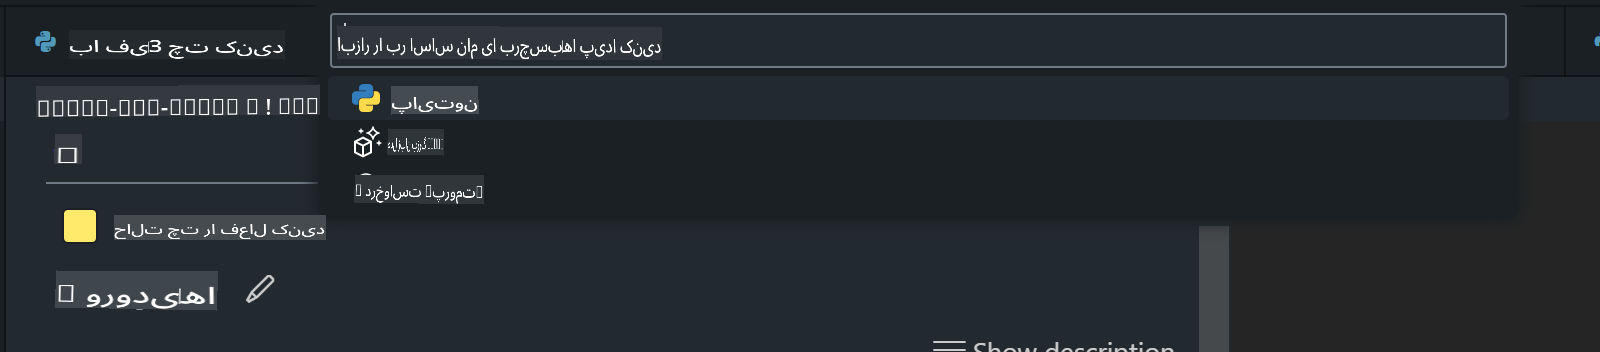 با فی3 چت کنید
ابزار را بر اساس نام یا برچسب‌ها پیدا کنید
پایتون
درخواست پرومت
حالت چت را فعال کنید
ورودی‌ها
Show description